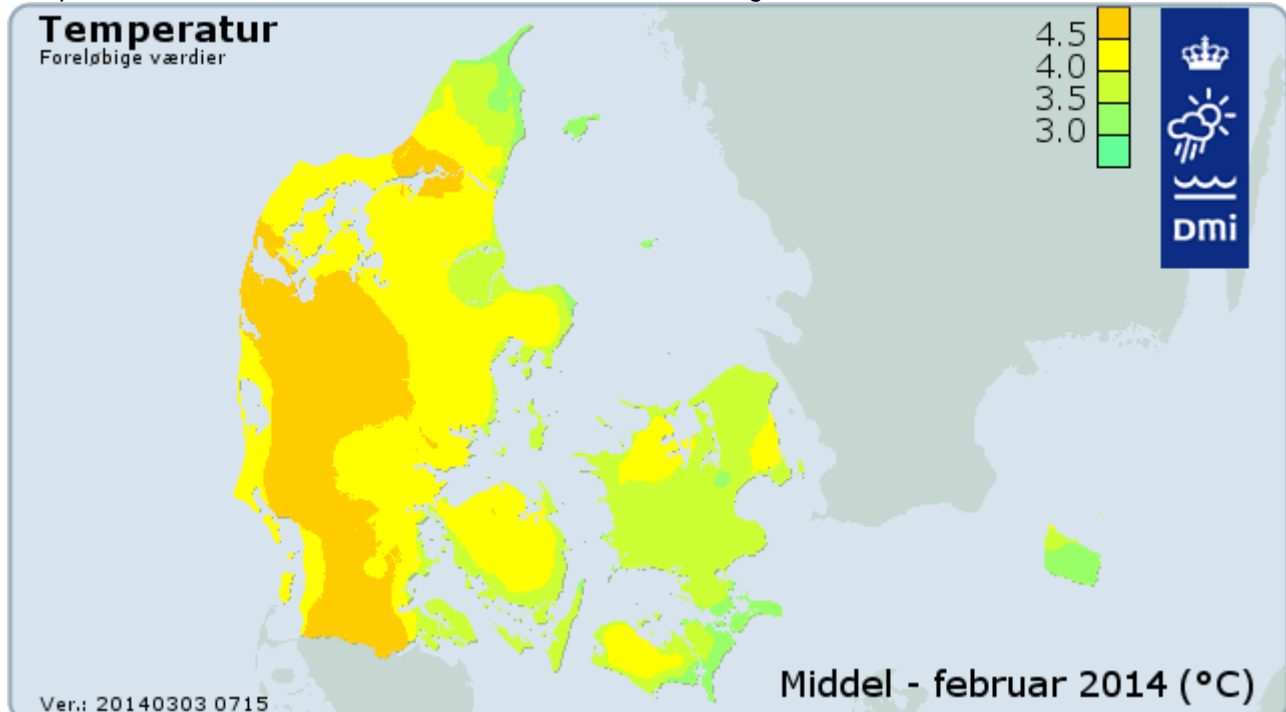 Temperatur
Foreløbige værdier
4.5
4.0
3.5
3.0
DMi
Middel - februar 2014 (°C)
Ver.: 20140303 0715